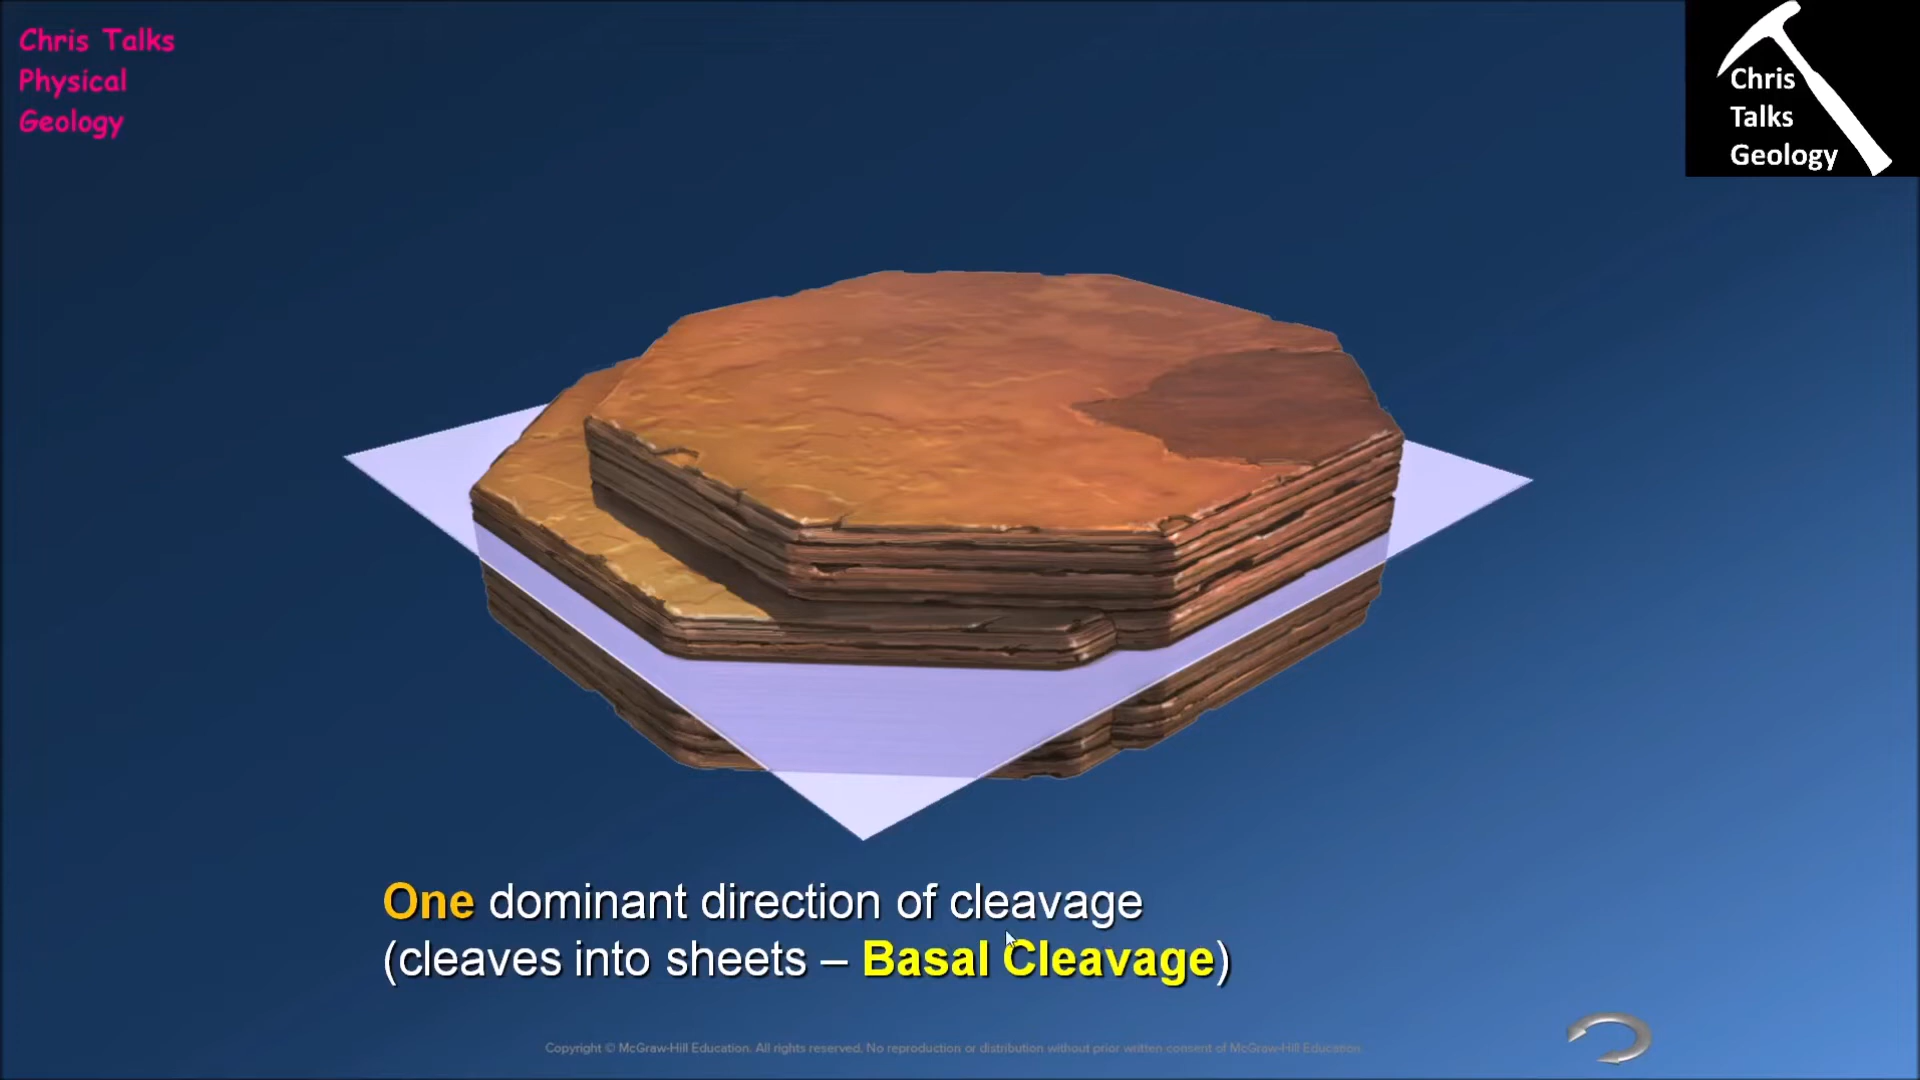 Chris Talks
Physical
Geology
Chris
Talks
Geology
One dominant direction of cleavage
(cleaves into sheets – Basal Cleavage)
Copyright © McGraw-Hill Education. All rights reserved. No reproduction or distribution without prior written consent of McGraw-Hill Education.